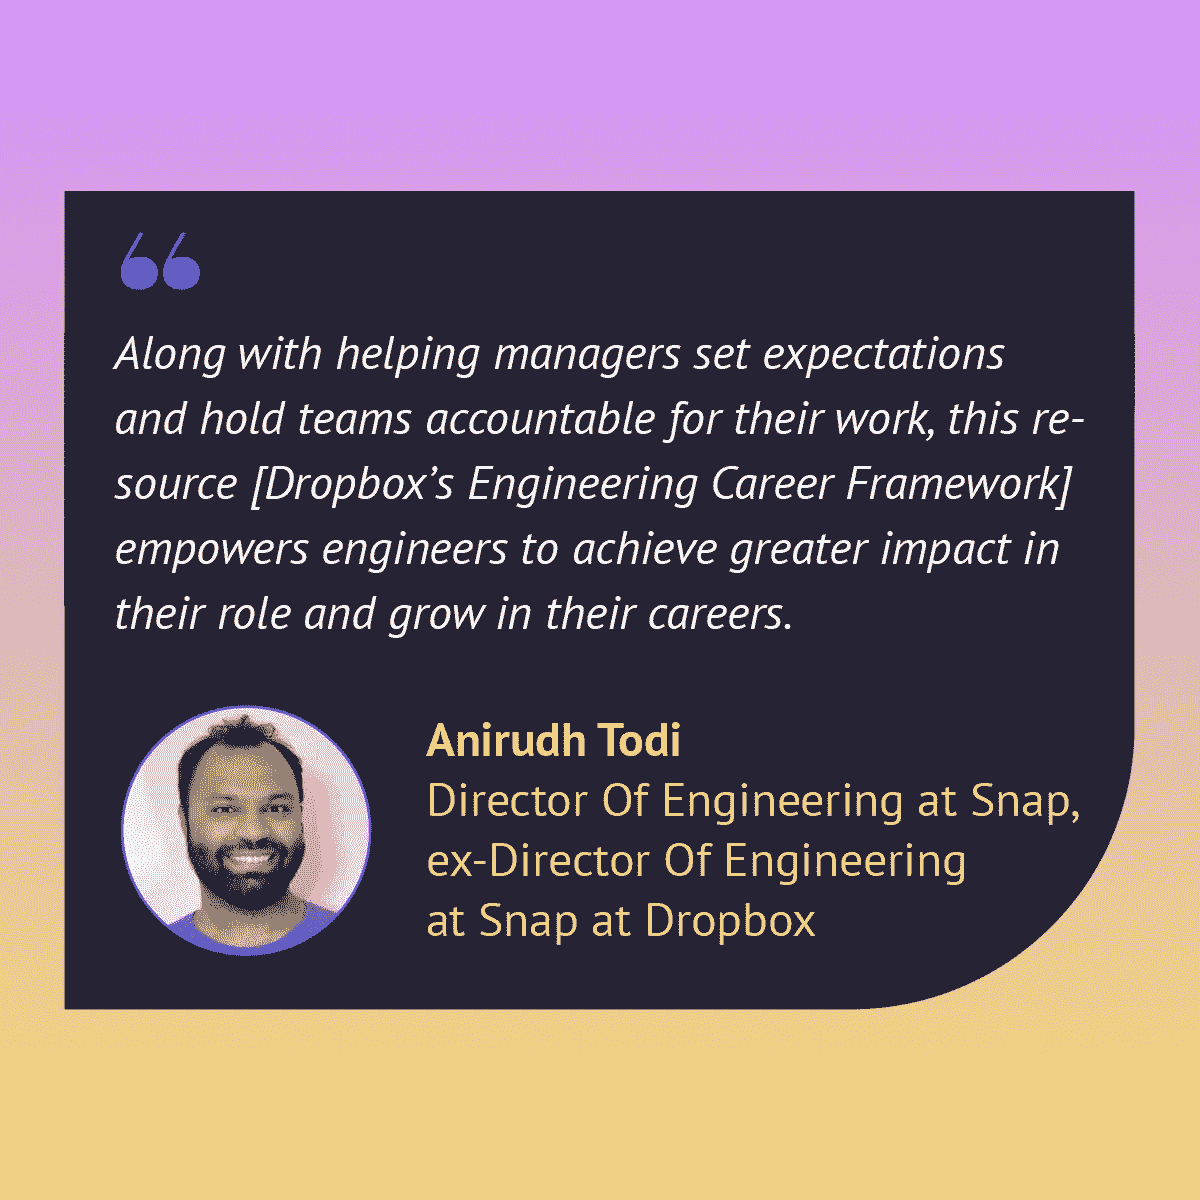 “
Along with helping managers set expectations
and hold teams accountable for their work, this re-
source [Dropbox’s Engineering Career Framework]
empowers engineers to achieve greater impact in
their role and grow in their careers.
Anirudh Todi
Director Of Engineering at Snap,
ex-Director Of Engineering
at Snap at Dropbox